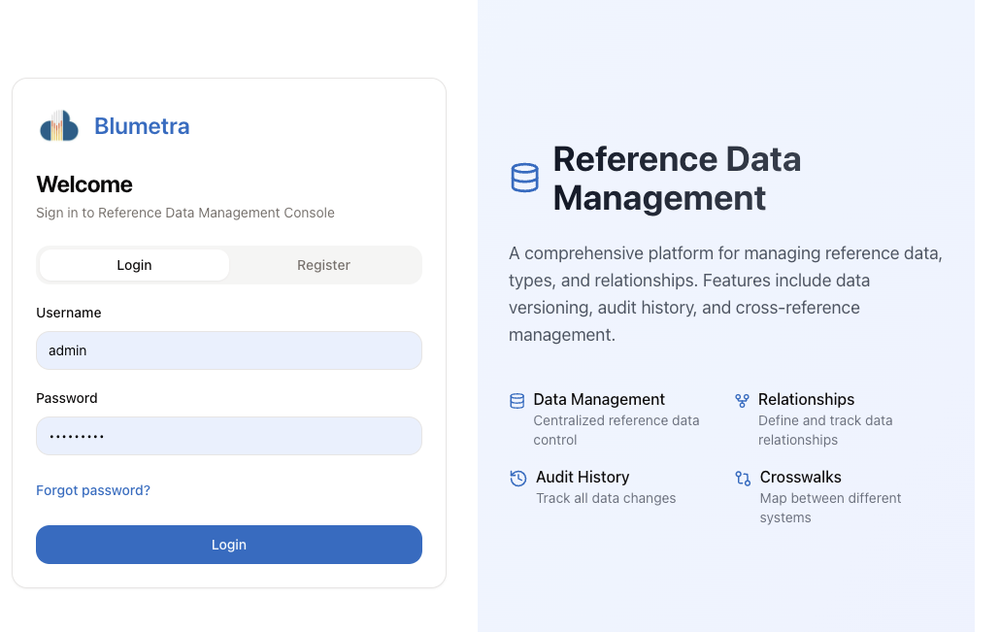 Blumetra
Welcome
Sign in to Reference Data Management Console
Login
Register
Username
admin
Password
•••••••••
Forgot password?
Login
Reference Data
Management
A comprehensive platform for managing reference data,
types, and relationships. Features include data
versioning, audit history, and cross-reference
management.
Data Management
Centralized reference data
control
Relationships
Define and track data
relationships
Audit History
Track all data changes
Crosswalks
Map between different
systems